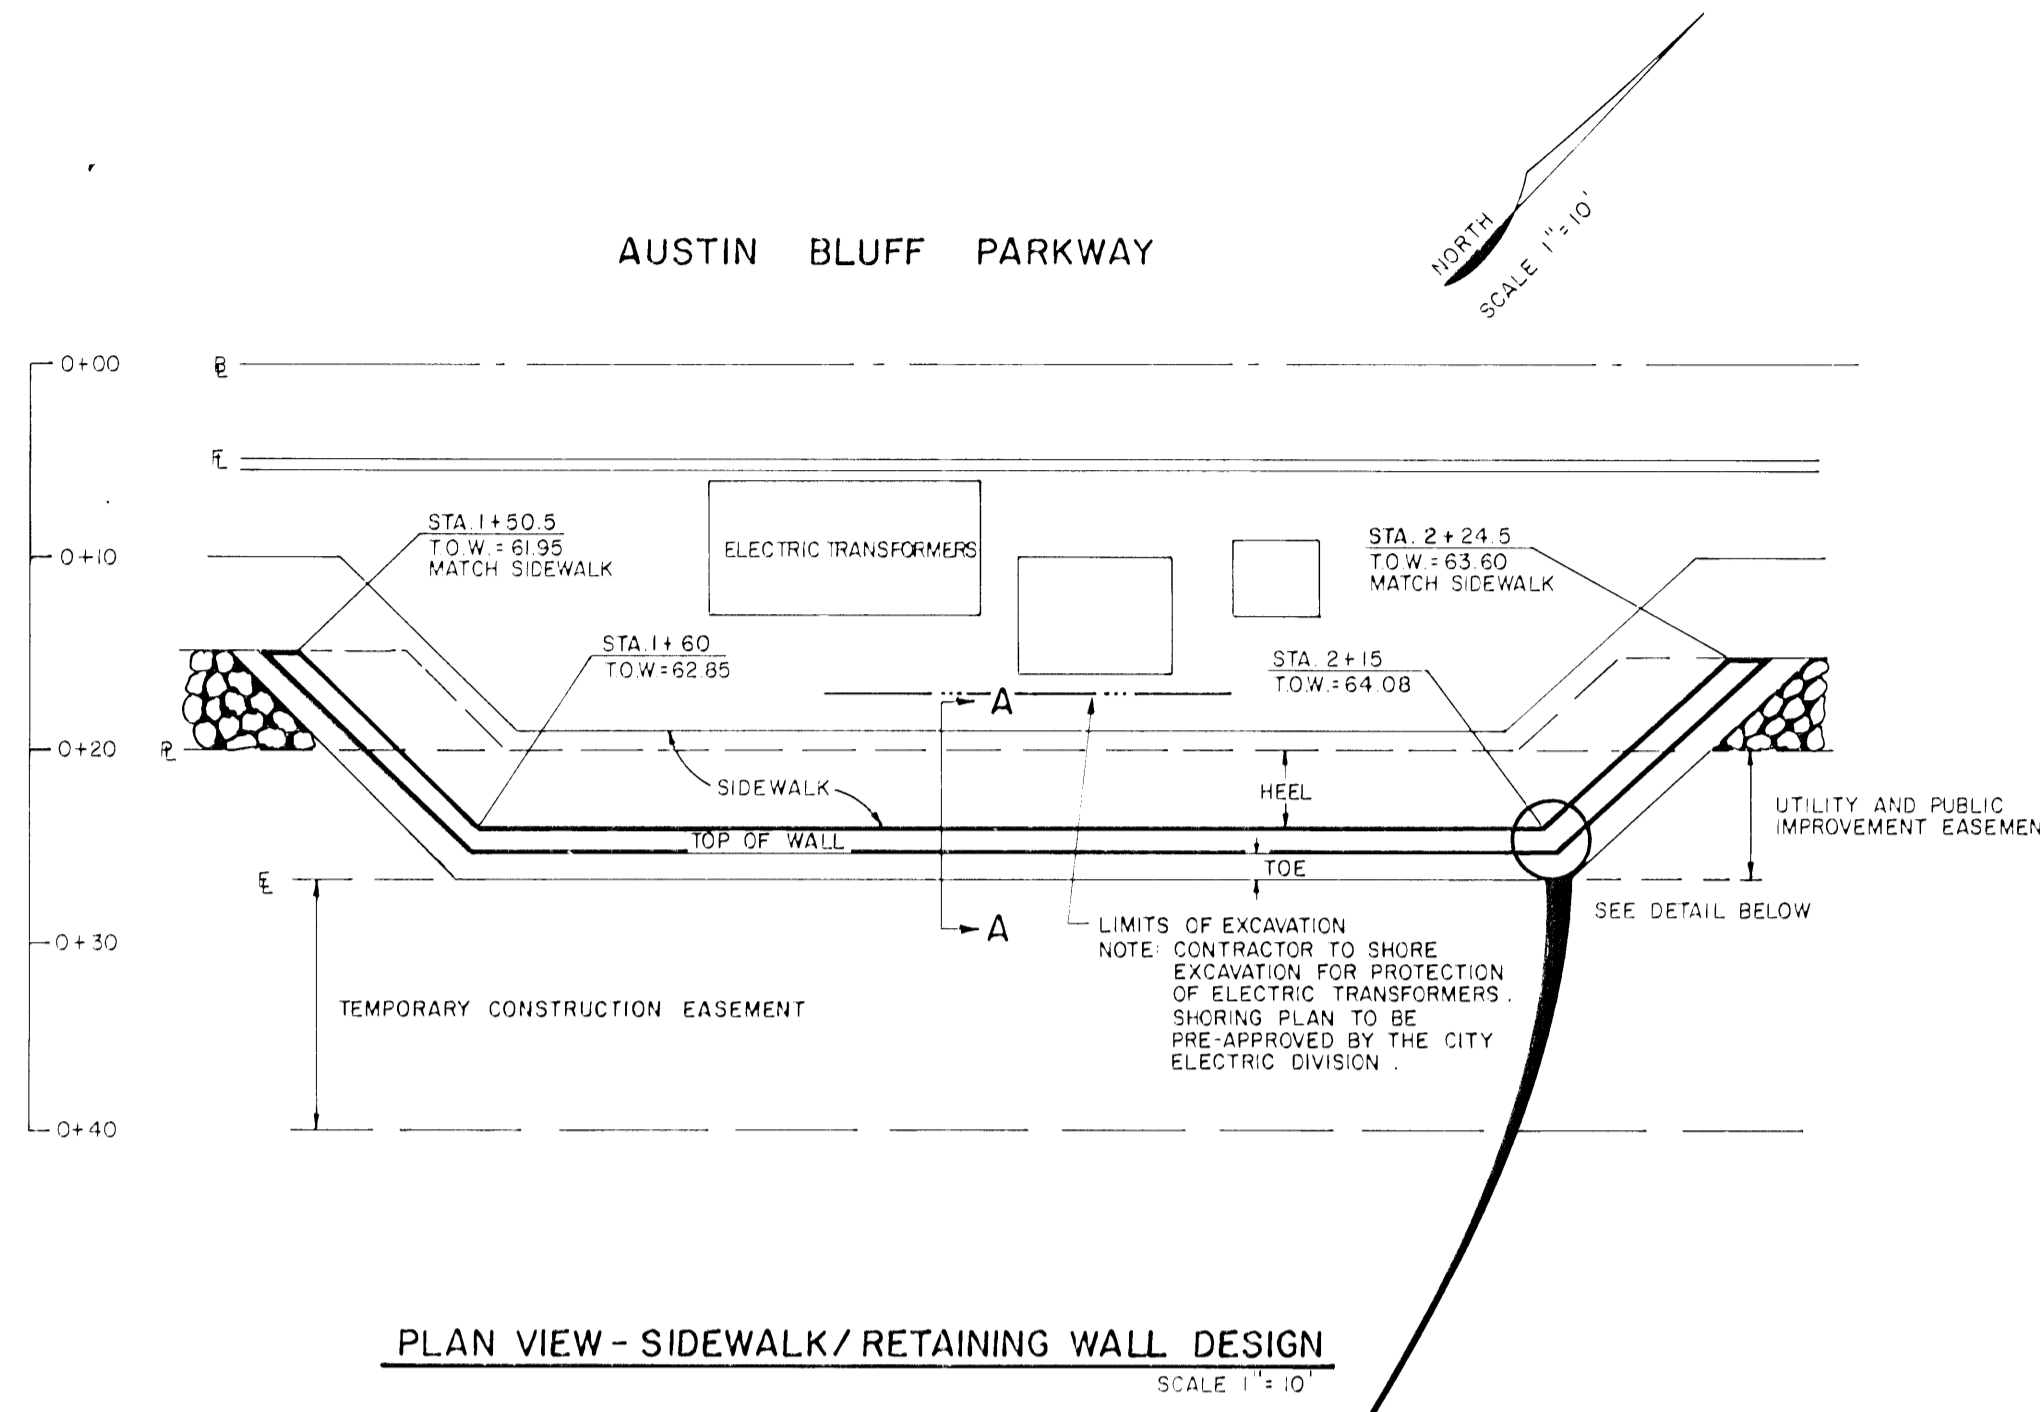 NORTH
SCALE 1"=10'
AUSTIN BLUFF PARKWAY
0+00
BL
FL
STA. 1+50.5
T.O.W.=61.95
MATCH SIDEWALK
ELECTRIC TRANSFORMERS
STA. 2+24.5
T.O.W.=63.60
MATCH SIDEWALK
0+10
STA. 1+60
T.O.W.=62.85
STA. 2+15
T.O.W.=64.08
A
0+20
PL
SIDEWALK
HEEL
UTILITY AND PUBLIC
IMPROVEMENT EASEMEN
TOP OF WALL
TOE
EL
SEE DETAIL BELOW
A
0+30
LIMITS OF EXCAVATION
NOTE: CONTRACTOR TO SHORE
EXCAVATION FOR PROTECTION
OF ELECTRIC TRANSFORMERS.
SHORING PLAN TO BE
PRE-APPROVED BY THE CITY
ELECTRIC DIVISION.
TEMPORARY CONSTRUCTION EASEMENT
0+40
PLAN VIEW - SIDEWALK/RETAINING WALL DESIGN
SCALE 1"=10'